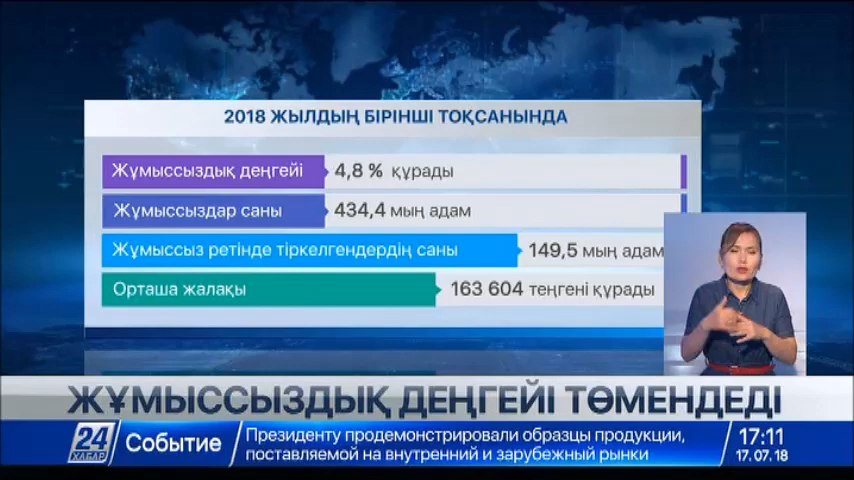 2018 ЖЫЛДЫҢ БІРІНШІ ТОҚСАНЫНДА
Жұмыссыздық деңгейі 4,8 % құрады
Жұмыссыздар саны 434,4 мың адам
Жұмыссыз ретінде тіркелгендердің саны 149,5 мың адам
Орташа жалақы 163 604 теңгені құрады
ЖҰМЫССЫЗДЫҚ ДЕҢГЕЙІ ТӨМЕНДЕДІ
24 ХАБАР
Событие
Президенту продемонстрировали образцы продукции,
поставляемой на внутренний и зарубежный рынки
17:11
17.07.18